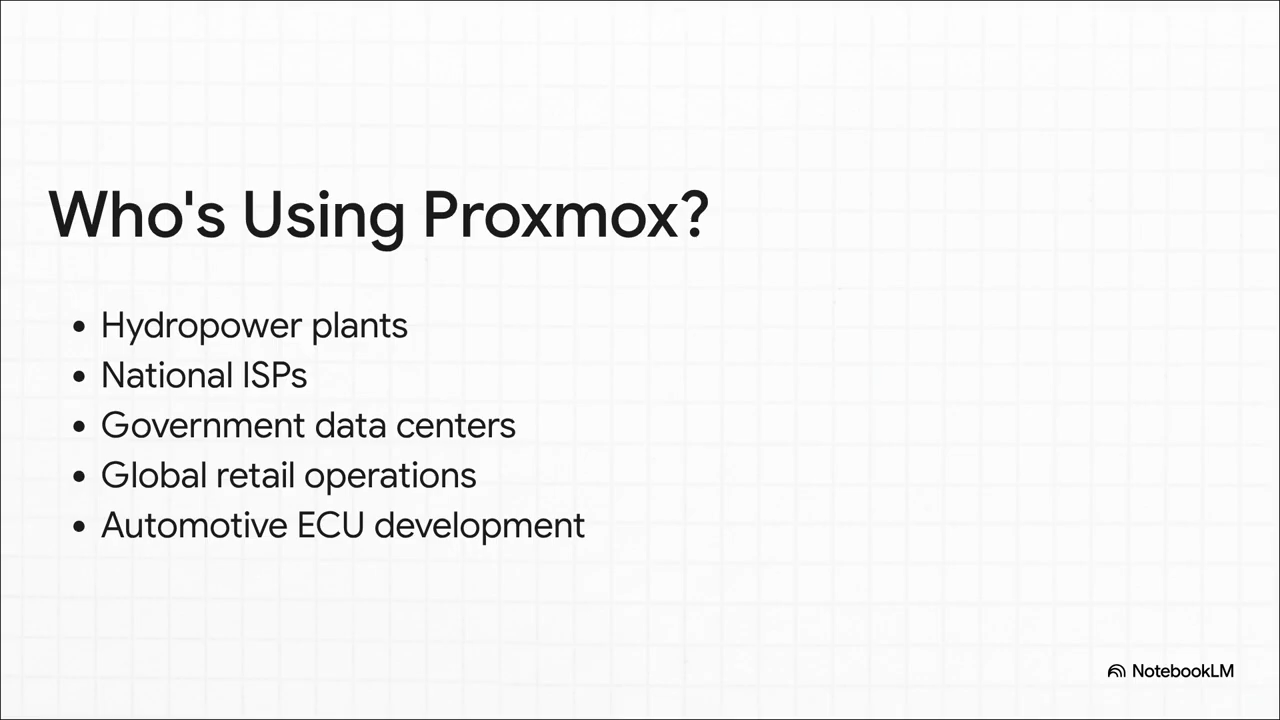 Who's Using Proxmox?
• Hydropower plants
• National ISPs
• Government data centers
• Global retail operations
• Automotive ECU development
NotebookLM